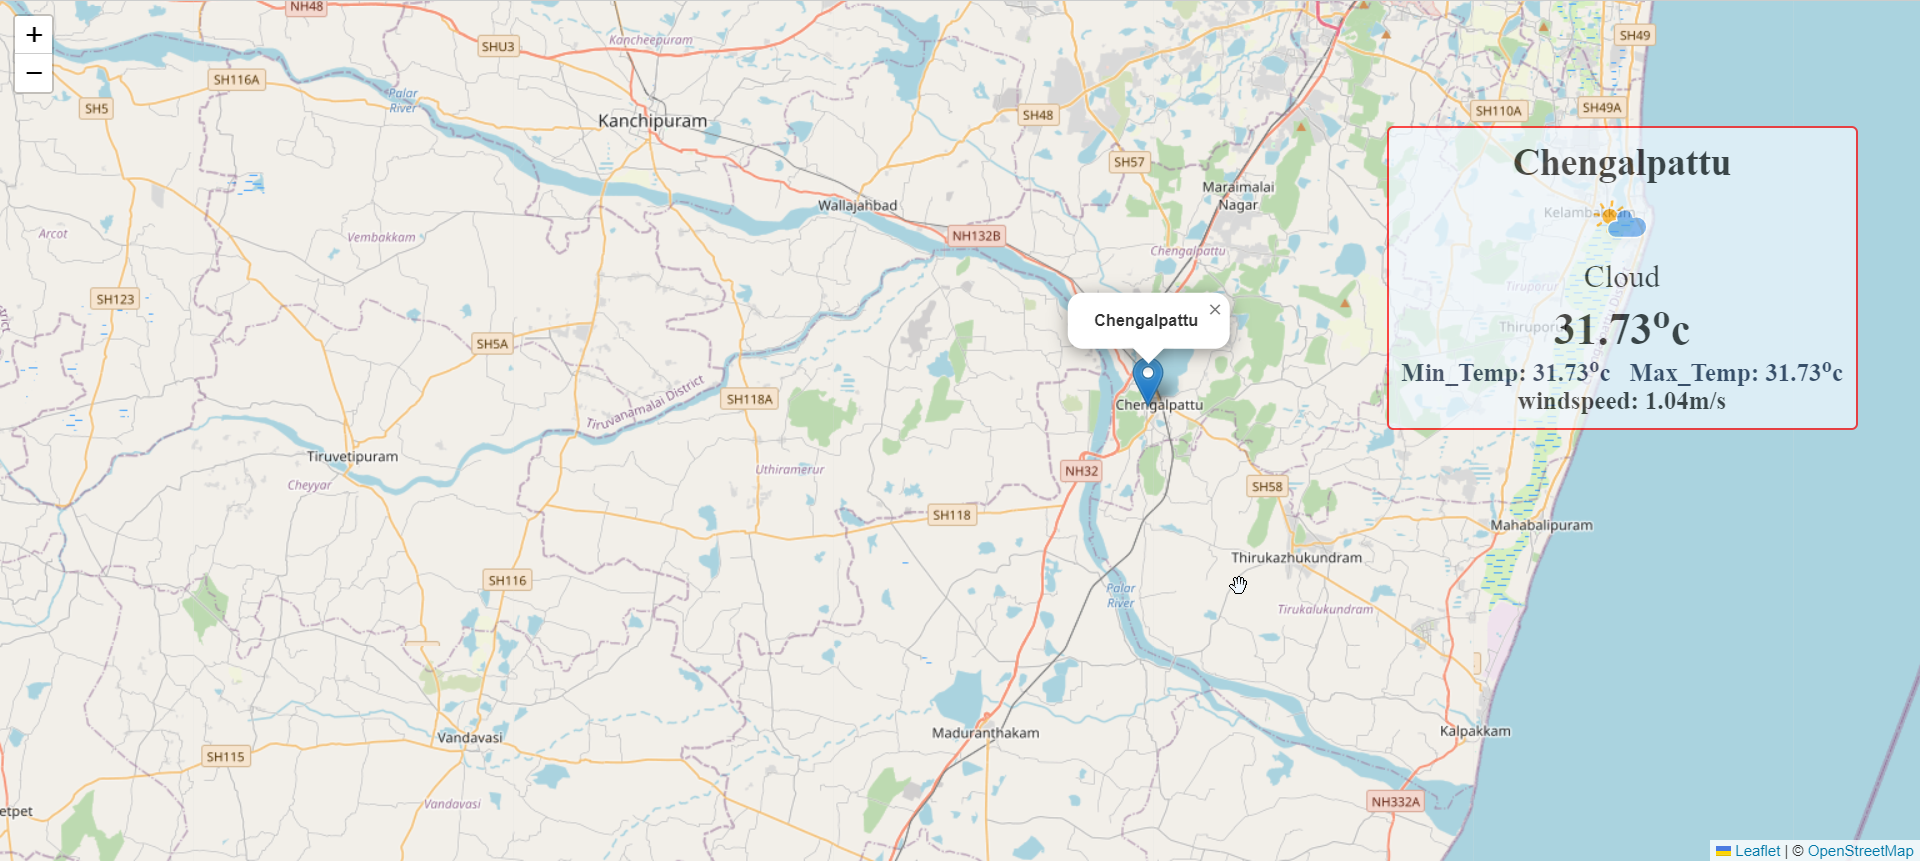 +
−
NH48
SHU3
Kancheepuram
SH49
SH116A
Palar
River
SH5
Kanchipuram
SH48
SH110A
SH49A
SH57
Maraimalai
Nagar
Wallajahbad
Arcot
Vembakkam
NH132B
Chengalpattu
Chengalpattu
Kelambakkam
Cloud
Tiruporur
Thiruporu
31.73°c
Min_Temp: 31.73°c Max_Temp: 31.73°c
windspeed: 1.04m/s
SH123
Chengalpattu
×
SH5A
Tiruvanamalai District
SH118A
Chengalpattu
Tiruvetipuram
Cheyyar
Uthiramerur
NH32
SH58
SH118
Mahabalipuram
Thirukazhukundram
SH116
Palar
River
Tirukalukundram
Vandavasi
Maduranthakam
Kalpakkam
SH115
Vandavasi
NH332A
etpet
Leaflet | © OpenStreetMap